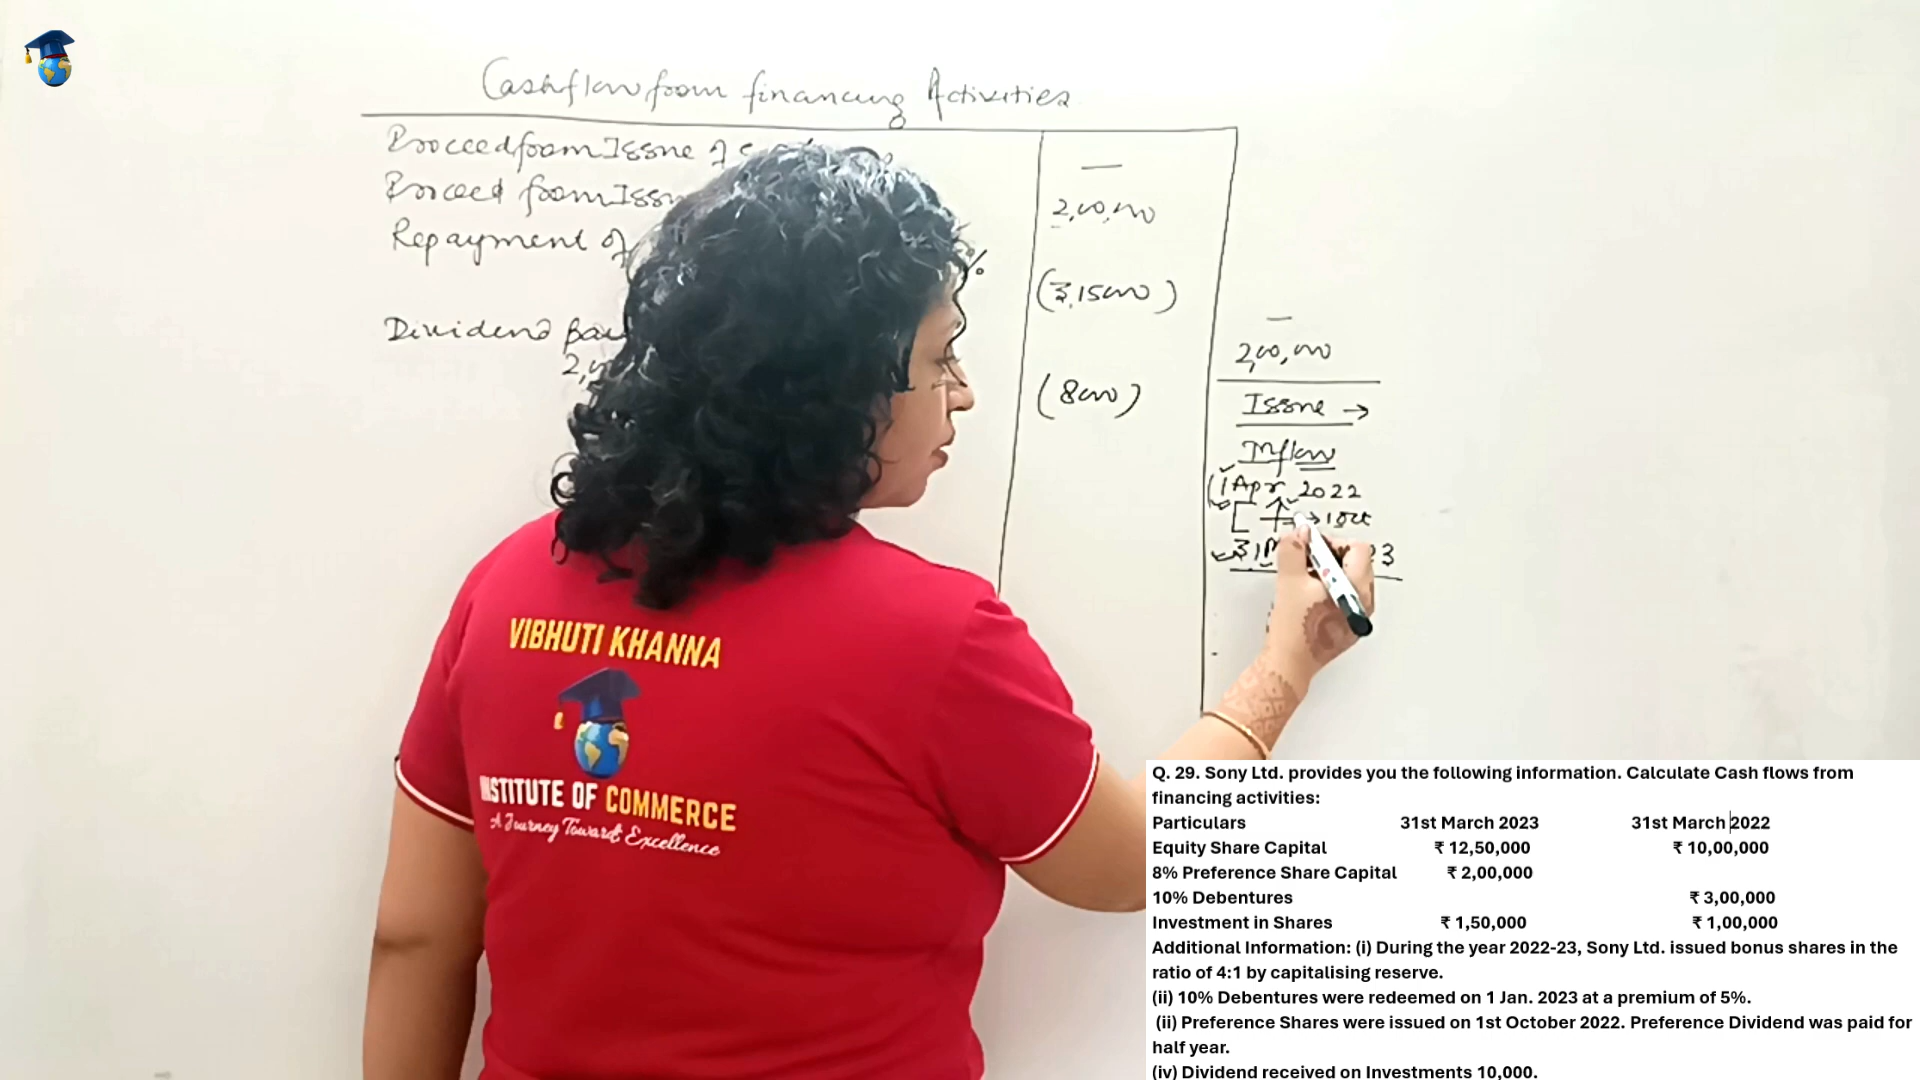 Cashflow from financing Activities
Proceed from Issue of
Proceed from Issu
2,00,000
Repayment of
%
(3,15000)
Dividend
2,00,000
(8000)
Issue →
Inflow
1 Apr 2022
→ 1 Oct
31
23
VIBHUTI KHANNA
INSTITUTE OF COMMERCE
A Journey Toward Excellence
Q. 29. Sony Ltd. provides you the following information. Calculate Cash flows from
financing activities:
Particulars 31st March 2023 31st March 2022
Equity Share Capital ₹ 12,50,000 ₹ 10,00,000
8% Preference Share Capital ₹ 2,00,000
10% Debentures ₹ 3,00,000
Investment in Shares ₹ 1,50,000 ₹ 1,00,000
Additional Information: (i) During the year 2022-23, Sony Ltd. issued bonus shares in the
ratio of 4:1 by capitalising reserve.
(ii) 10% Debentures were redeemed on 1 Jan. 2023 at a premium of 5%.
(ii) Preference Shares were issued on 1st October 2022. Preference Dividend was paid for
half year.
(iv) Dividend received on Investments 10,000.